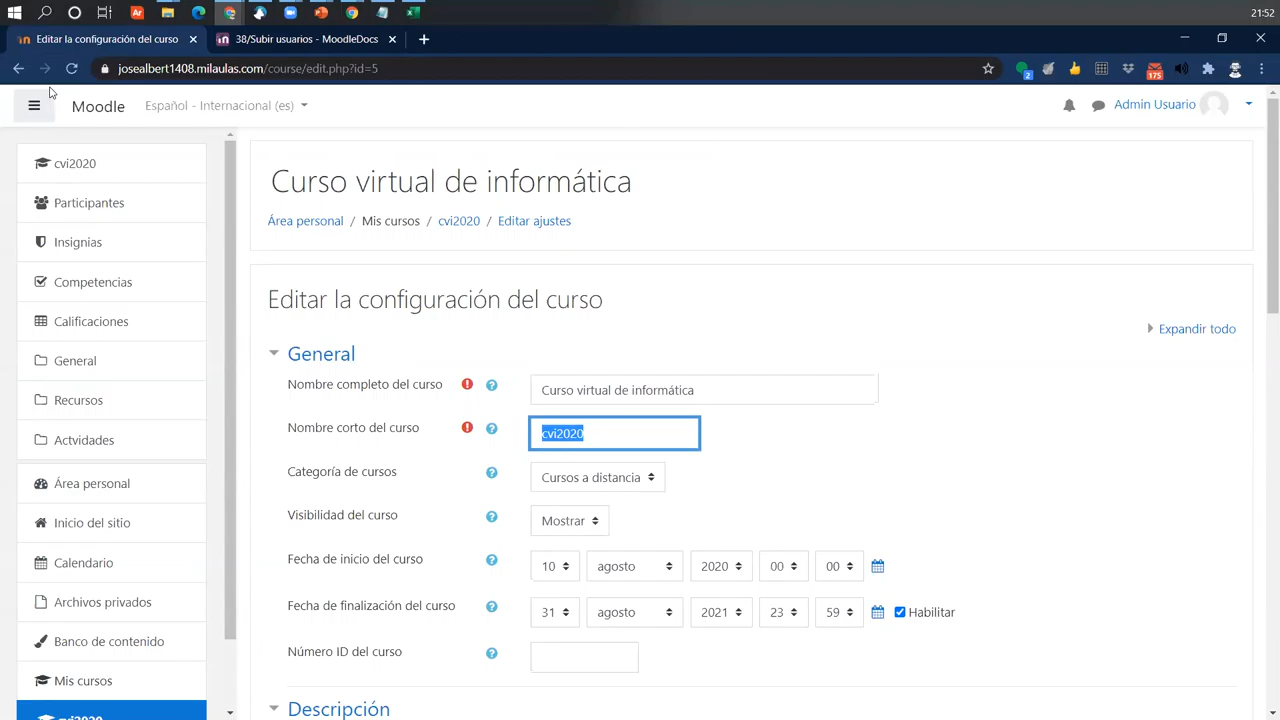 21:52
Editar la configuración del curso
38/Subir usuarios - MoodleDocs
josealbert1408.milaulas.com/course/edit.php?id=5
2
175
Moodle
Español - Internacional (es)
Admin Usuario
cvi2020
Participantes
Insignias
Competencias
Calificaciones
General
Recursos
Actvidades
Área personal
Inicio del sitio
Calendario
Archivos privados
Banco de contenido
Mis cursos
cvi2020
Curso virtual de informática
Área personal / Mis cursos / cvi2020 / Editar ajustes
Editar la configuración del curso
Expandir todo
General
Nombre completo del curso
Curso virtual de informática
Nombre corto del curso
cvi2020
Categoría de cursos
Cursos a distancia
Visibilidad del curso
Mostrar
Fecha de inicio del curso
10 agosto 2020 00 00
Fecha de finalización del curso
31 agosto 2021 23 59 Habilitar
Número ID del curso
Descripción